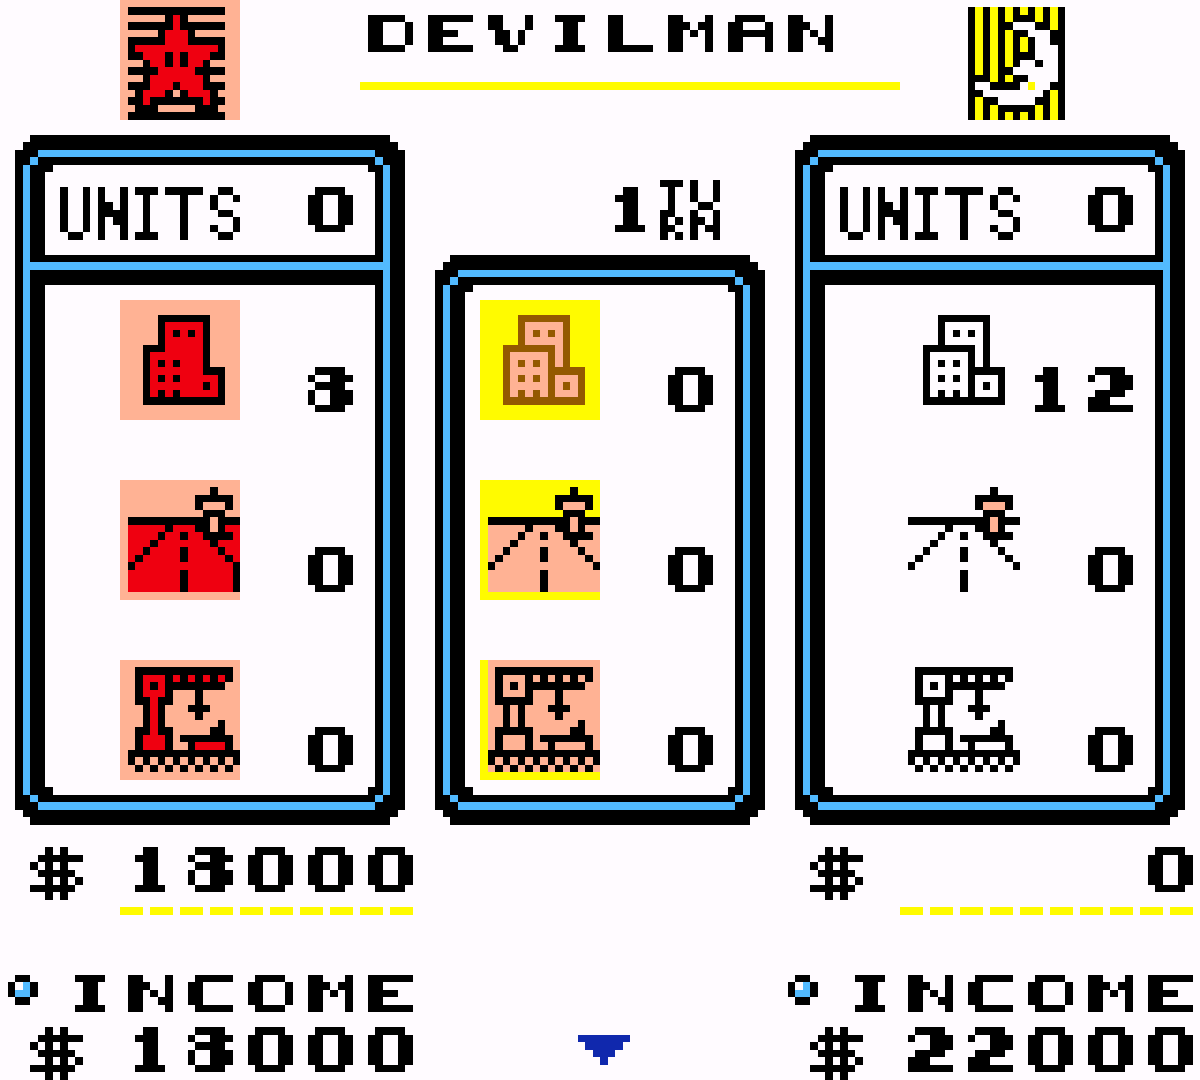 DEVILMAN
UNITS 0
1 TURN
UNITS 0
3 0 12
0 0 0
0 0 0
$ 13000 $ 0
INCOME INCOME
$ 13000 $ 22000